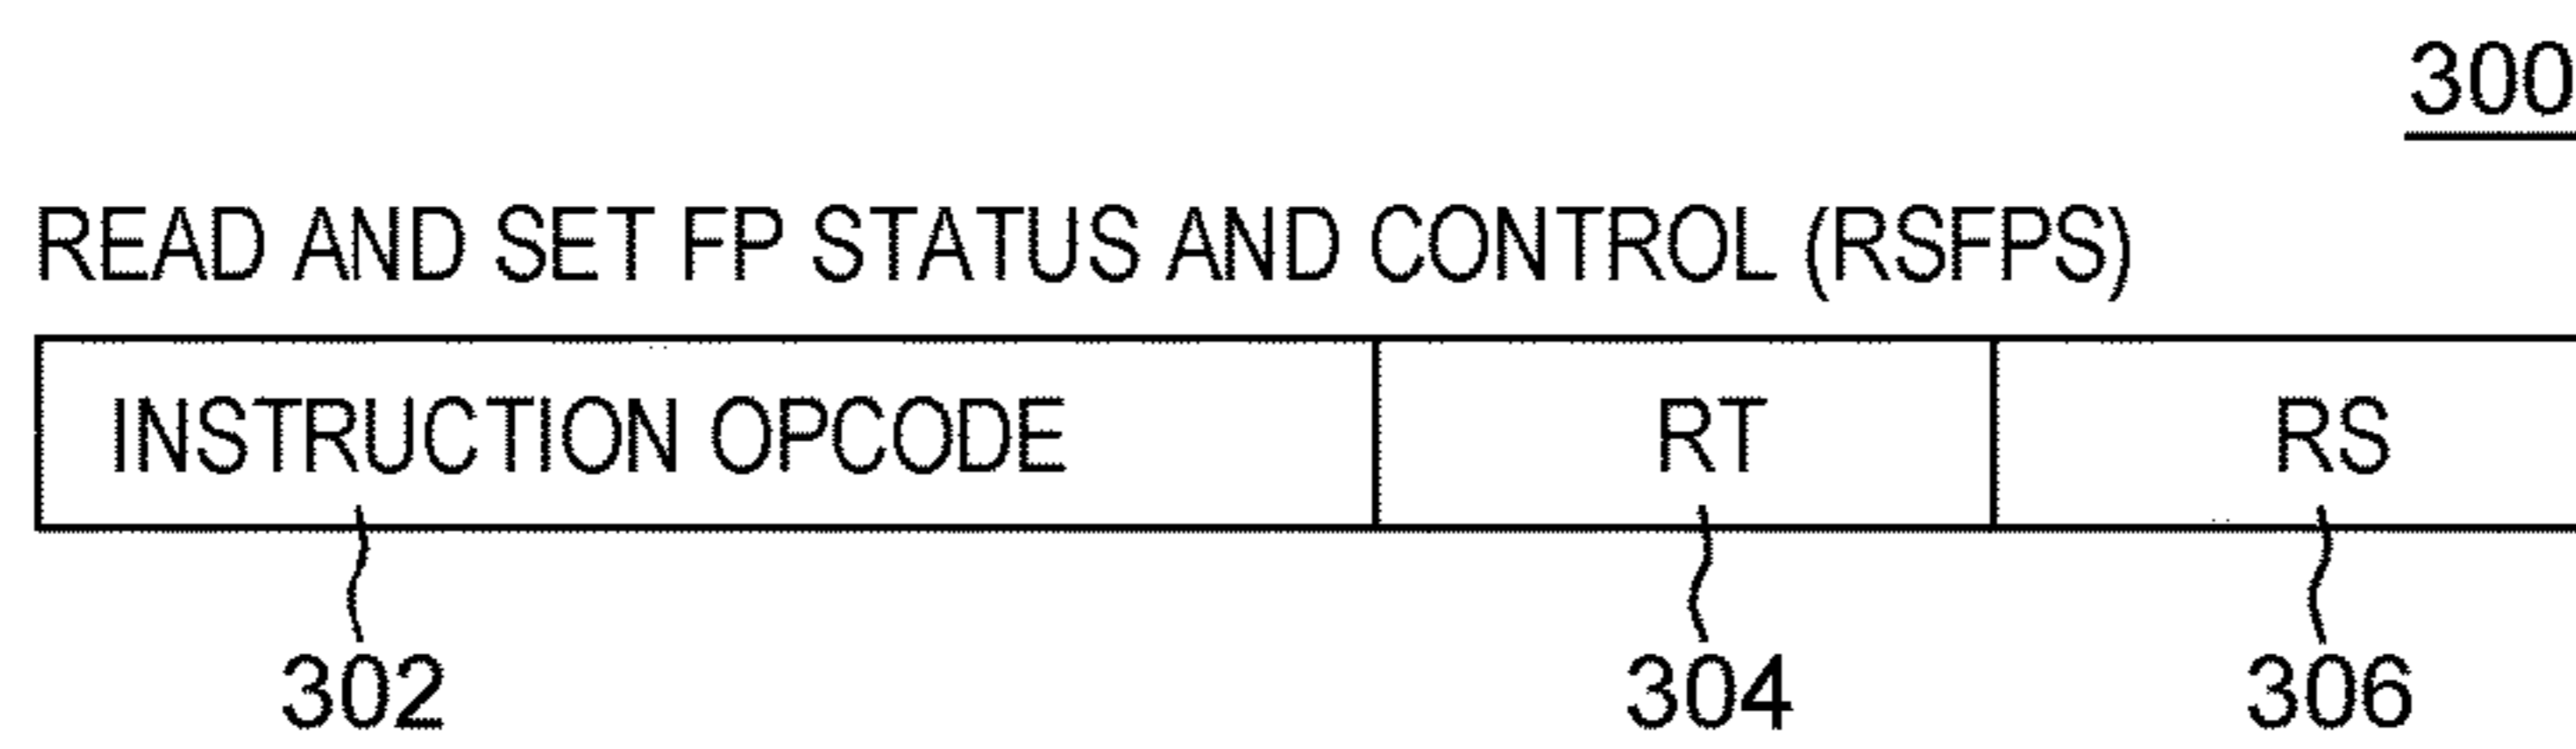 300
READ AND SET FP STATUS AND CONTROL (RSFPS)
INSTRUCTION OPCODE RT RS
302 304 306